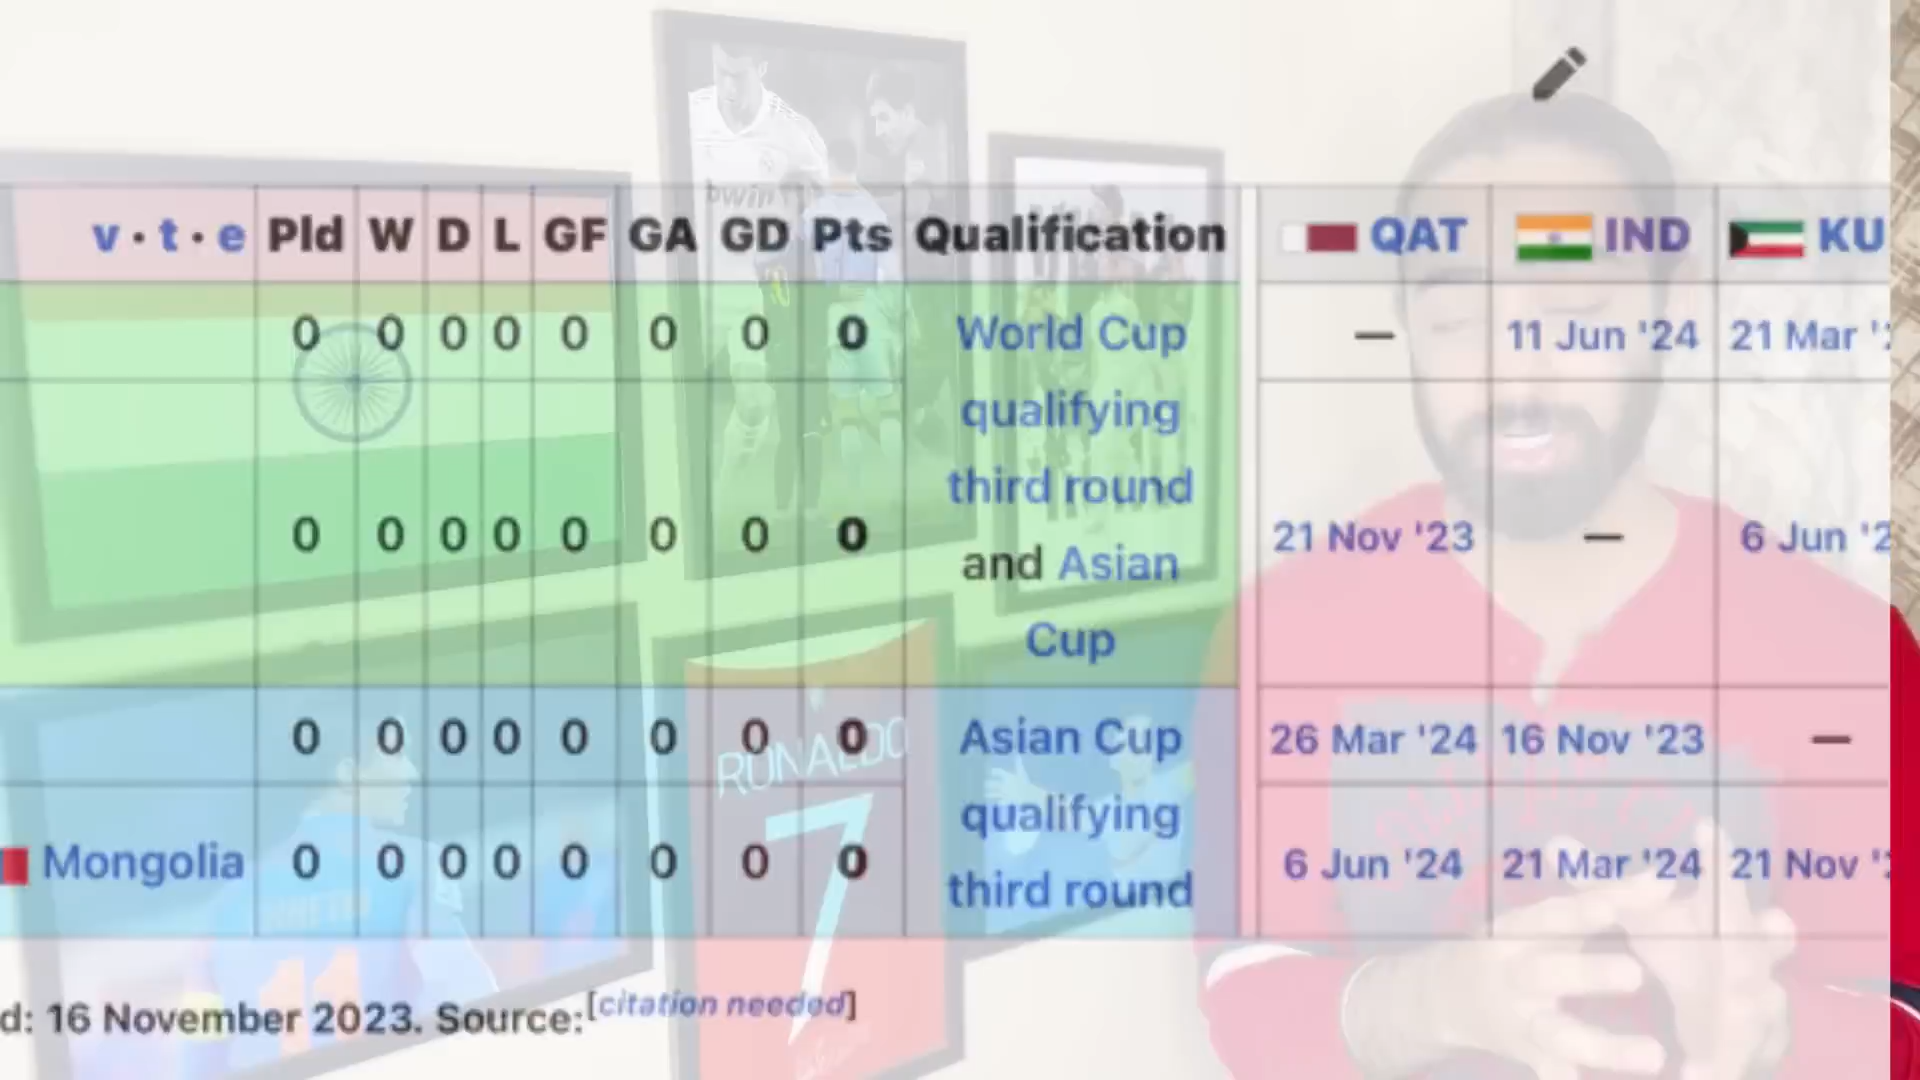 v · t · e Pld W D L GF GA GD Pts Qualification QAT IND KU
0 0 0 0 0 0 0 0 World Cup — 11 Jun '24 21 Mar
qualifying
third round
0 0 0 0 0 0 0 0 and Asian 21 Nov '23 — 6 Jun '2
Cup
0 0 0 0 0 0 0 0 Asian Cup 26 Mar '24 16 Nov '23 —
qualifying
Mongolia 0 0 0 0 0 0 0 0 third round 6 Jun '24 21 Mar '24 21 Nov
d: 16 November 2023. Source:[citation needed]
bwin
RONALDO
7
11